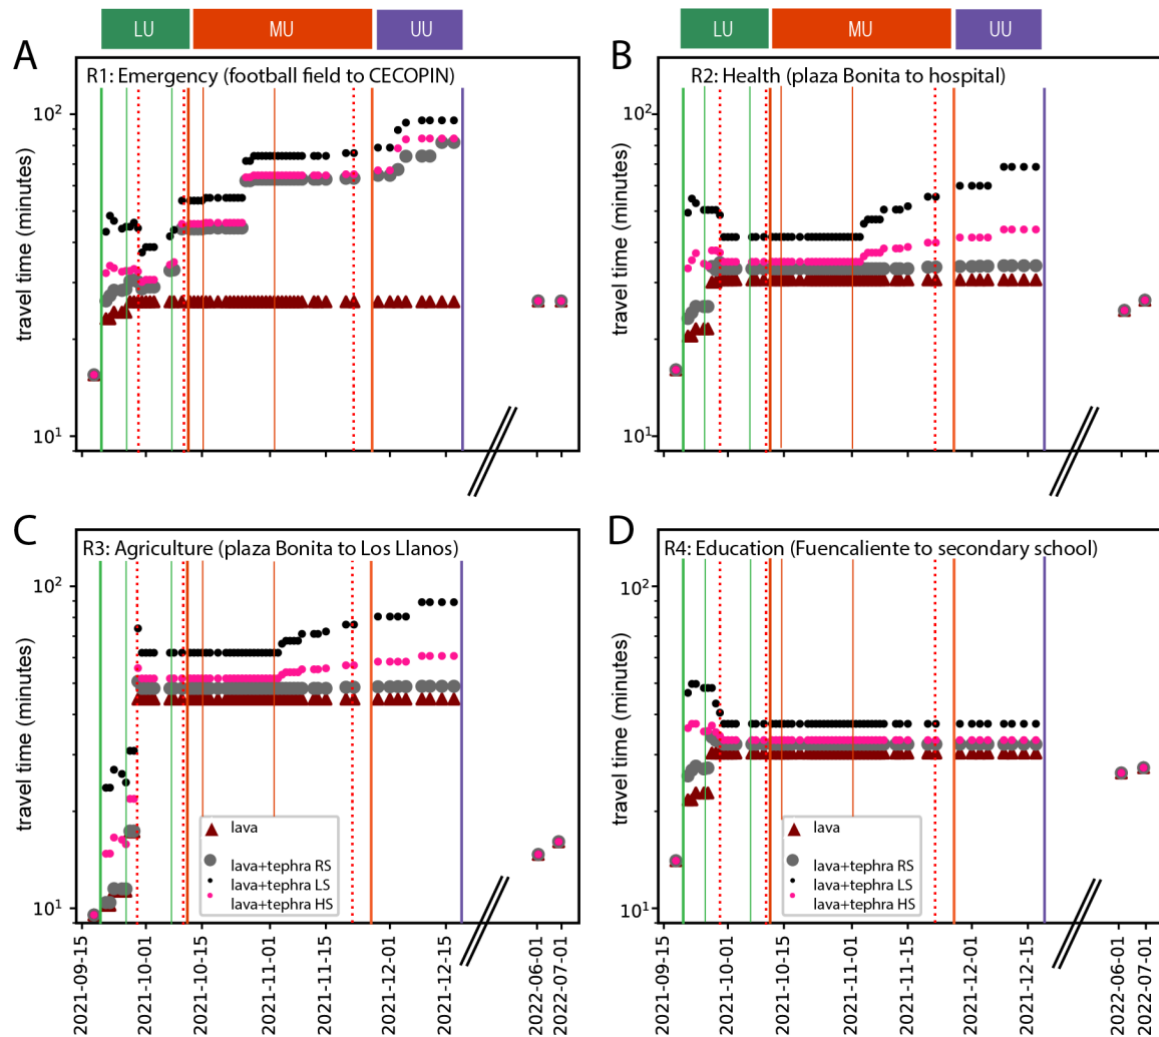 LU MU UU LU MU UU
A
R1: Emergency (football field to CECOPIN)
travel time (minutes)
10²
10¹
B
R2: Health (plaza Bonita to hospital)
travel time (minutes)
10²
10¹
C
R3: Agriculture (plaza Bonita to Los Llanos)
travel time (minutes)
10²
10¹
lava
lava+tephra RS
lava+tephra LS
lava+tephra HS
2021-09-15
2021-10-01
2021-10-15
2021-11-01
2021-11-15
2021-12-01
2021-12-15
2022-06-01
2022-07-01
D
R4: Education (Fuencaliente to secondary school)
travel time (minutes)
10²
10¹
lava
lava+tephra RS
lava+tephra LS
lava+tephra HS
2021-09-15
2021-10-01
2021-10-15
2021-11-01
2021-11-15
2021-12-01
2021-12-15
2022-06-01
2022-07-01